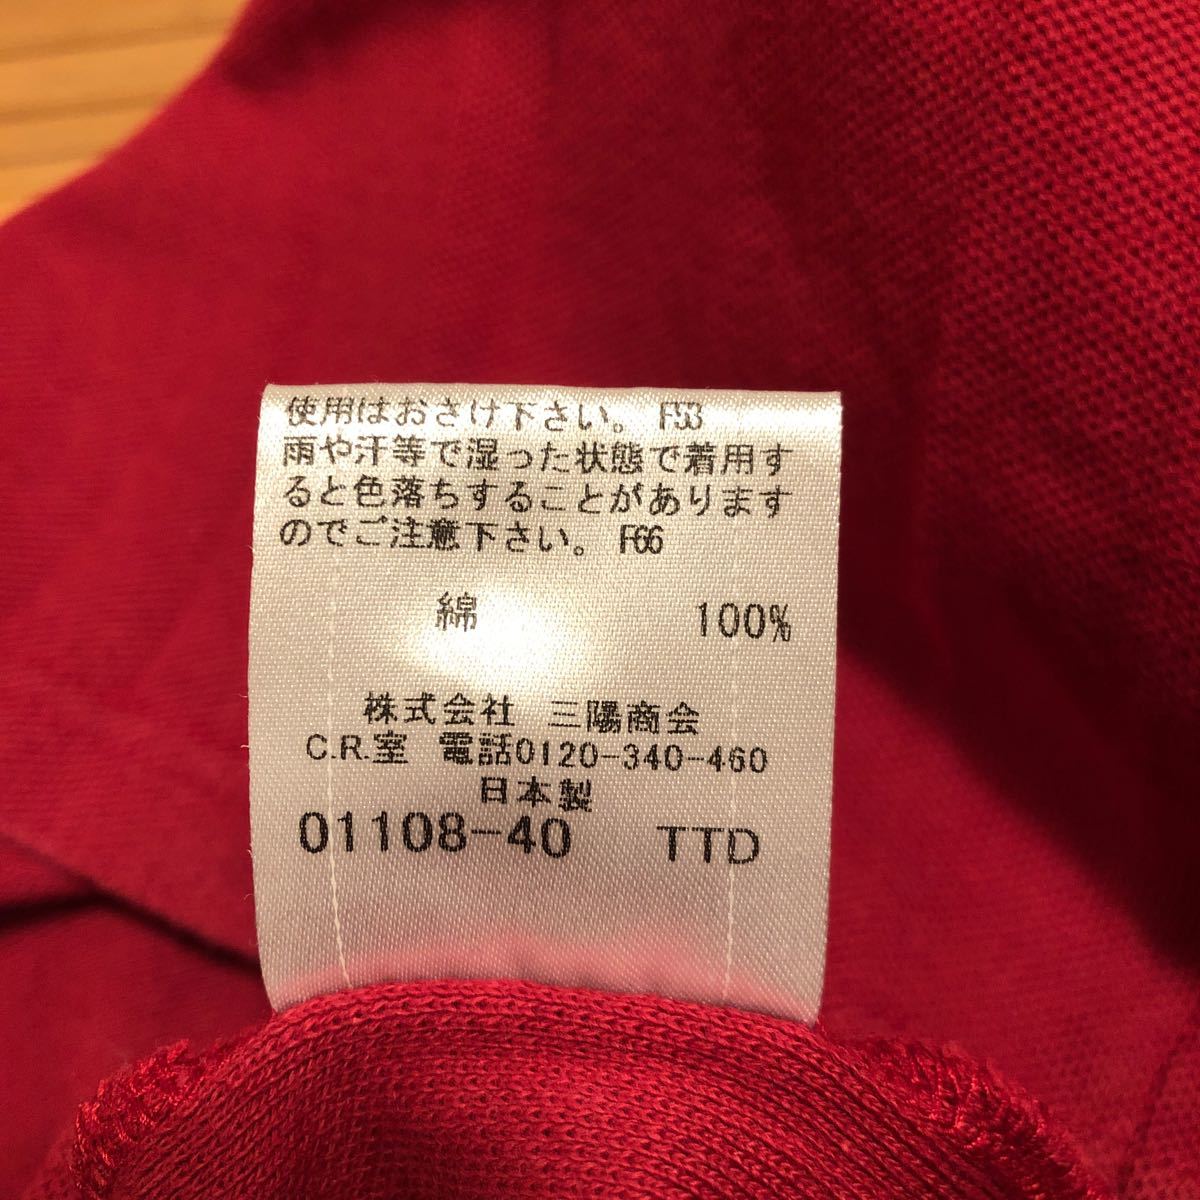 使用はおさけ下さい。 F53
雨や汗等で湿った状態で着用す
ると色落ちすることがあります
のでご注意下さい。 F66
綿 100%
株式会社 三陽商会
C.R.室 電話0120-340-460
日本製
01108-40 TTD